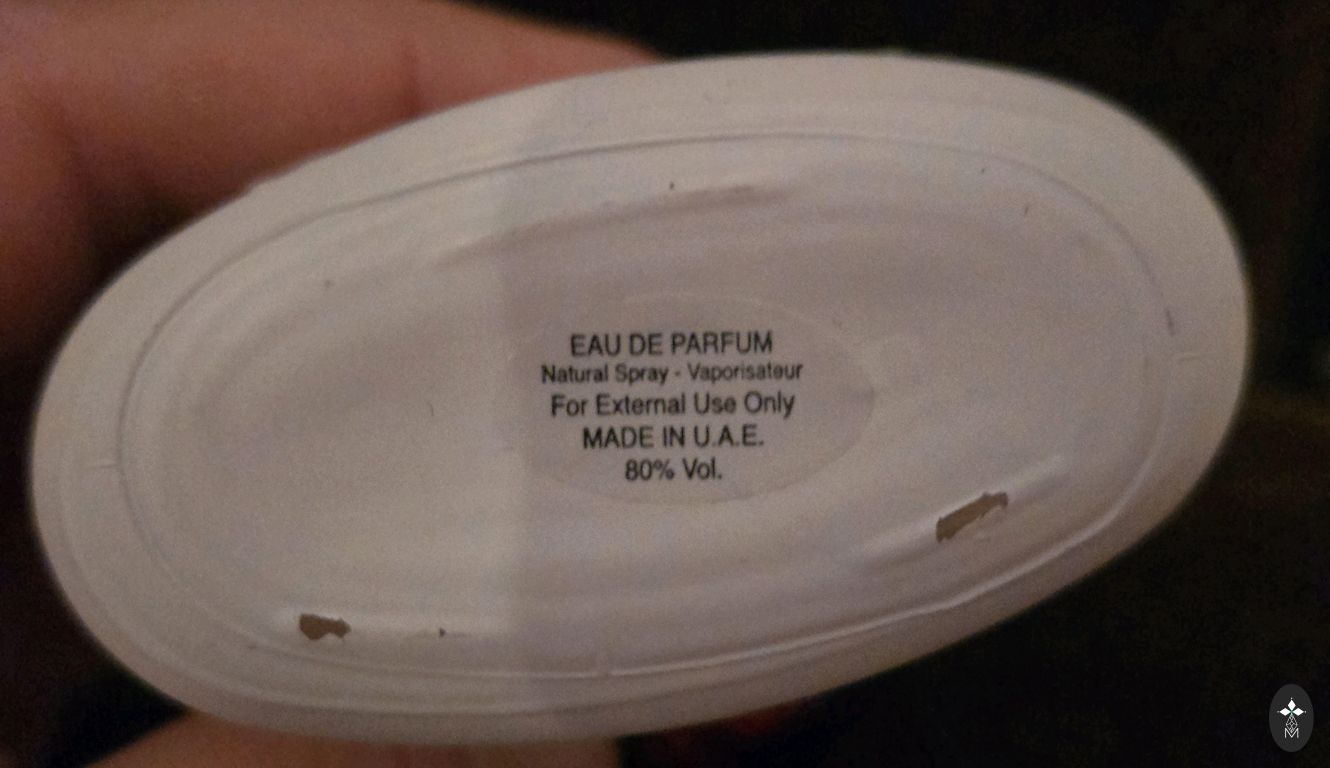 EAU DE PARFUM
Natural Spray - Vaporisateur
For External Use Only
MADE IN U.A.E.
80% Vol.
M